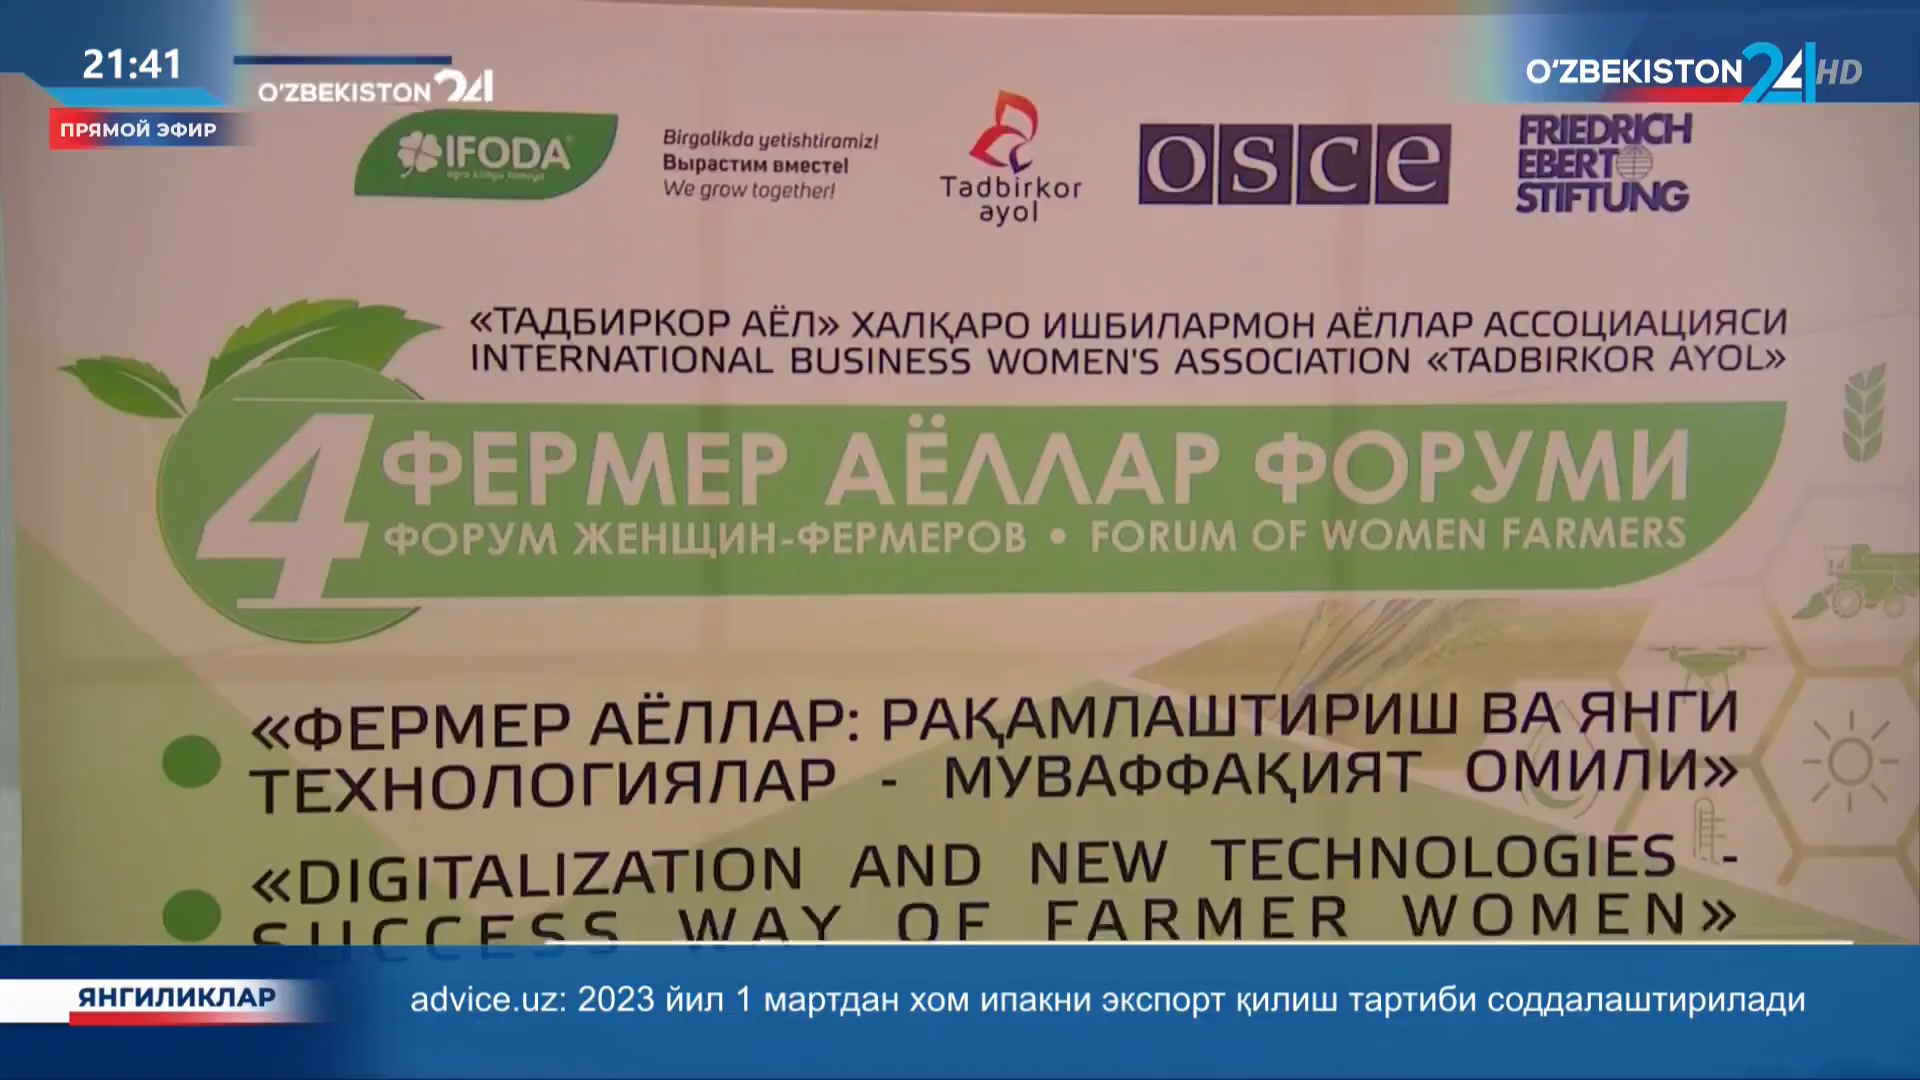 21:41
O‘ZBEKISTON 24
O‘ZBEKISTON 24 HD
ПРЯМОЙ ЭФИР
IFODA
Birgalikda yetishtiramiz!
Вырастим вместе!
We grow together!
Tadbirkor
ayol
osce
FRIEDRICH
EBERT
STIFTUNG
«ТАДБИРКОР АЁЛ» ХАЛҚАРО ИШБИЛАРМОН АЁЛЛАР АССОЦИАЦИЯСИ
INTERNATIONAL BUSINESS WOMEN'S ASSOCIATION «TADBIRKOR AYOL»
4 ФЕРМЕР АЁЛЛАР ФОРУМИ
ФОРУМ ЖЕНЩИН-ФЕРМЕРОВ • FORUM OF WOMEN FARMERS
«ФЕРМЕР АЁЛЛАР: РАҚАМЛАШТИРИШ ВА ЯНГИ
ТЕХНОЛОГИЯЛАР - МУВАФФАҚИЯТ ОМИЛИ»
«DIGITALIZATION AND NEW TECHNOLOGIES -
SUCCESS WAY OF FARMER WOMEN»
ЯНГИЛИКЛАР
advice.uz: 2023 йил 1 мартдан хом ипакни экспорт қилиш тартиби соддалаштирилади